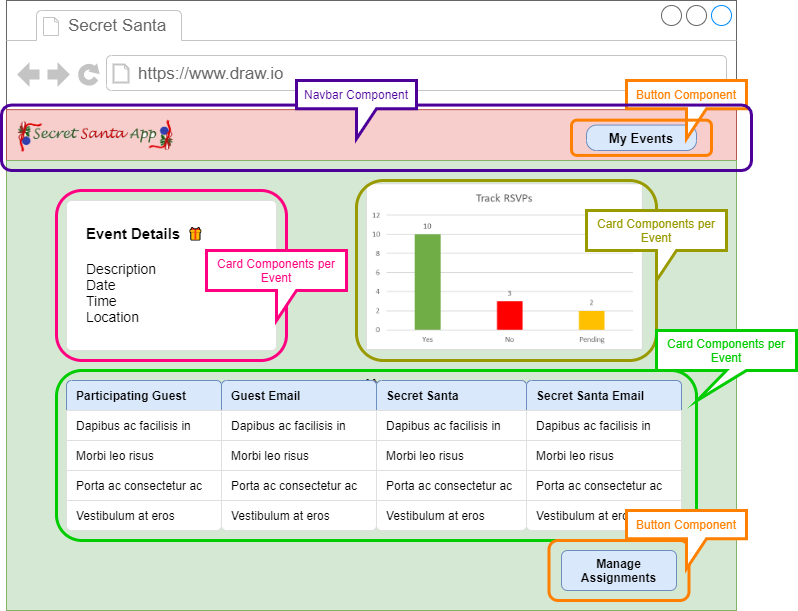 Secret Santa
https://www.draw.io
Navbar Component
Button Component
Secret Santa App
My Events
Event Details
Description
Date
Time
Location
Card Components per
Event
Track RSVPs
12
10
8
6
4
2
0
10
3
2
Yes
No
Pending
Card Components per
Event
Card Components per
Event
Participating Guest Guest Email Secret Santa Secret Santa Email
Dapibus ac facilisis in Dapibus ac facilisis in Dapibus ac facilisis in Dapibus ac facilisis in
Morbi leo risus Morbi leo risus Morbi leo risus Morbi leo risus
Porta ac consectetur ac Porta ac consectetur ac Porta ac consectetur ac Porta ac consectetur ac
Vestibulum at eros Vestibulum at eros Vestibulum at eros Vestibulum at
Button Component
Manage
Assignments